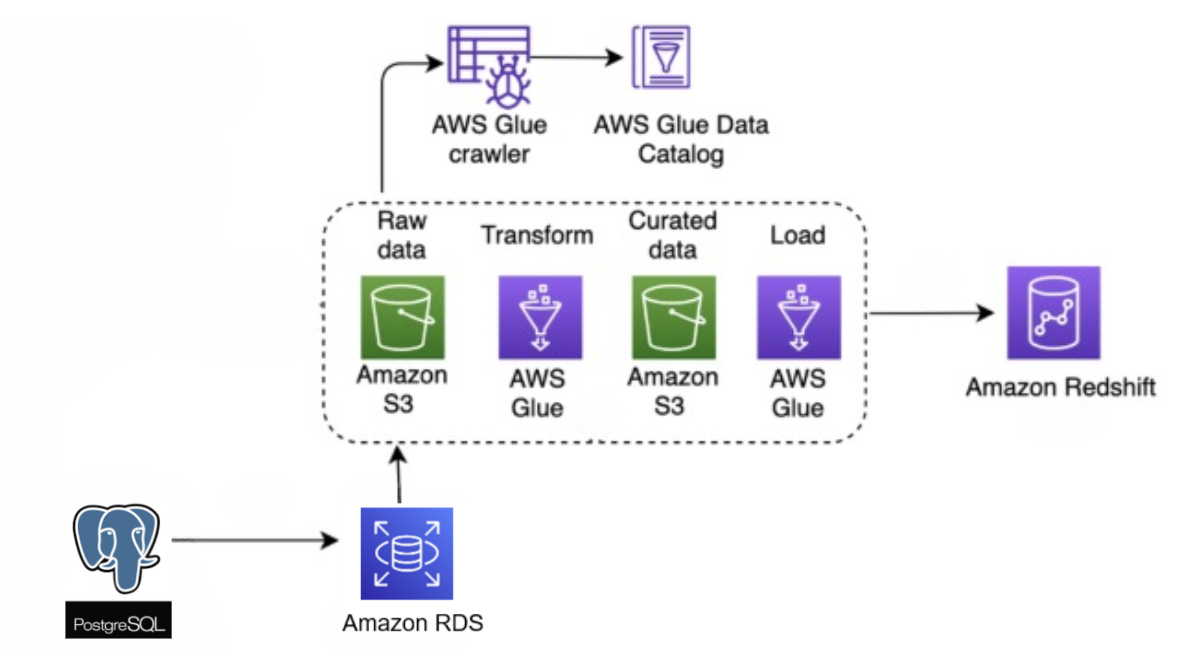 AWS Glue
crawler
AWS Glue Data
Catalog
Raw
data
Transform
Curated
data
Load
Amazon
S3
AWS
Glue
Amazon
S3
AWS
Glue
Amazon Redshift
PostgreSQL
Amazon RDS